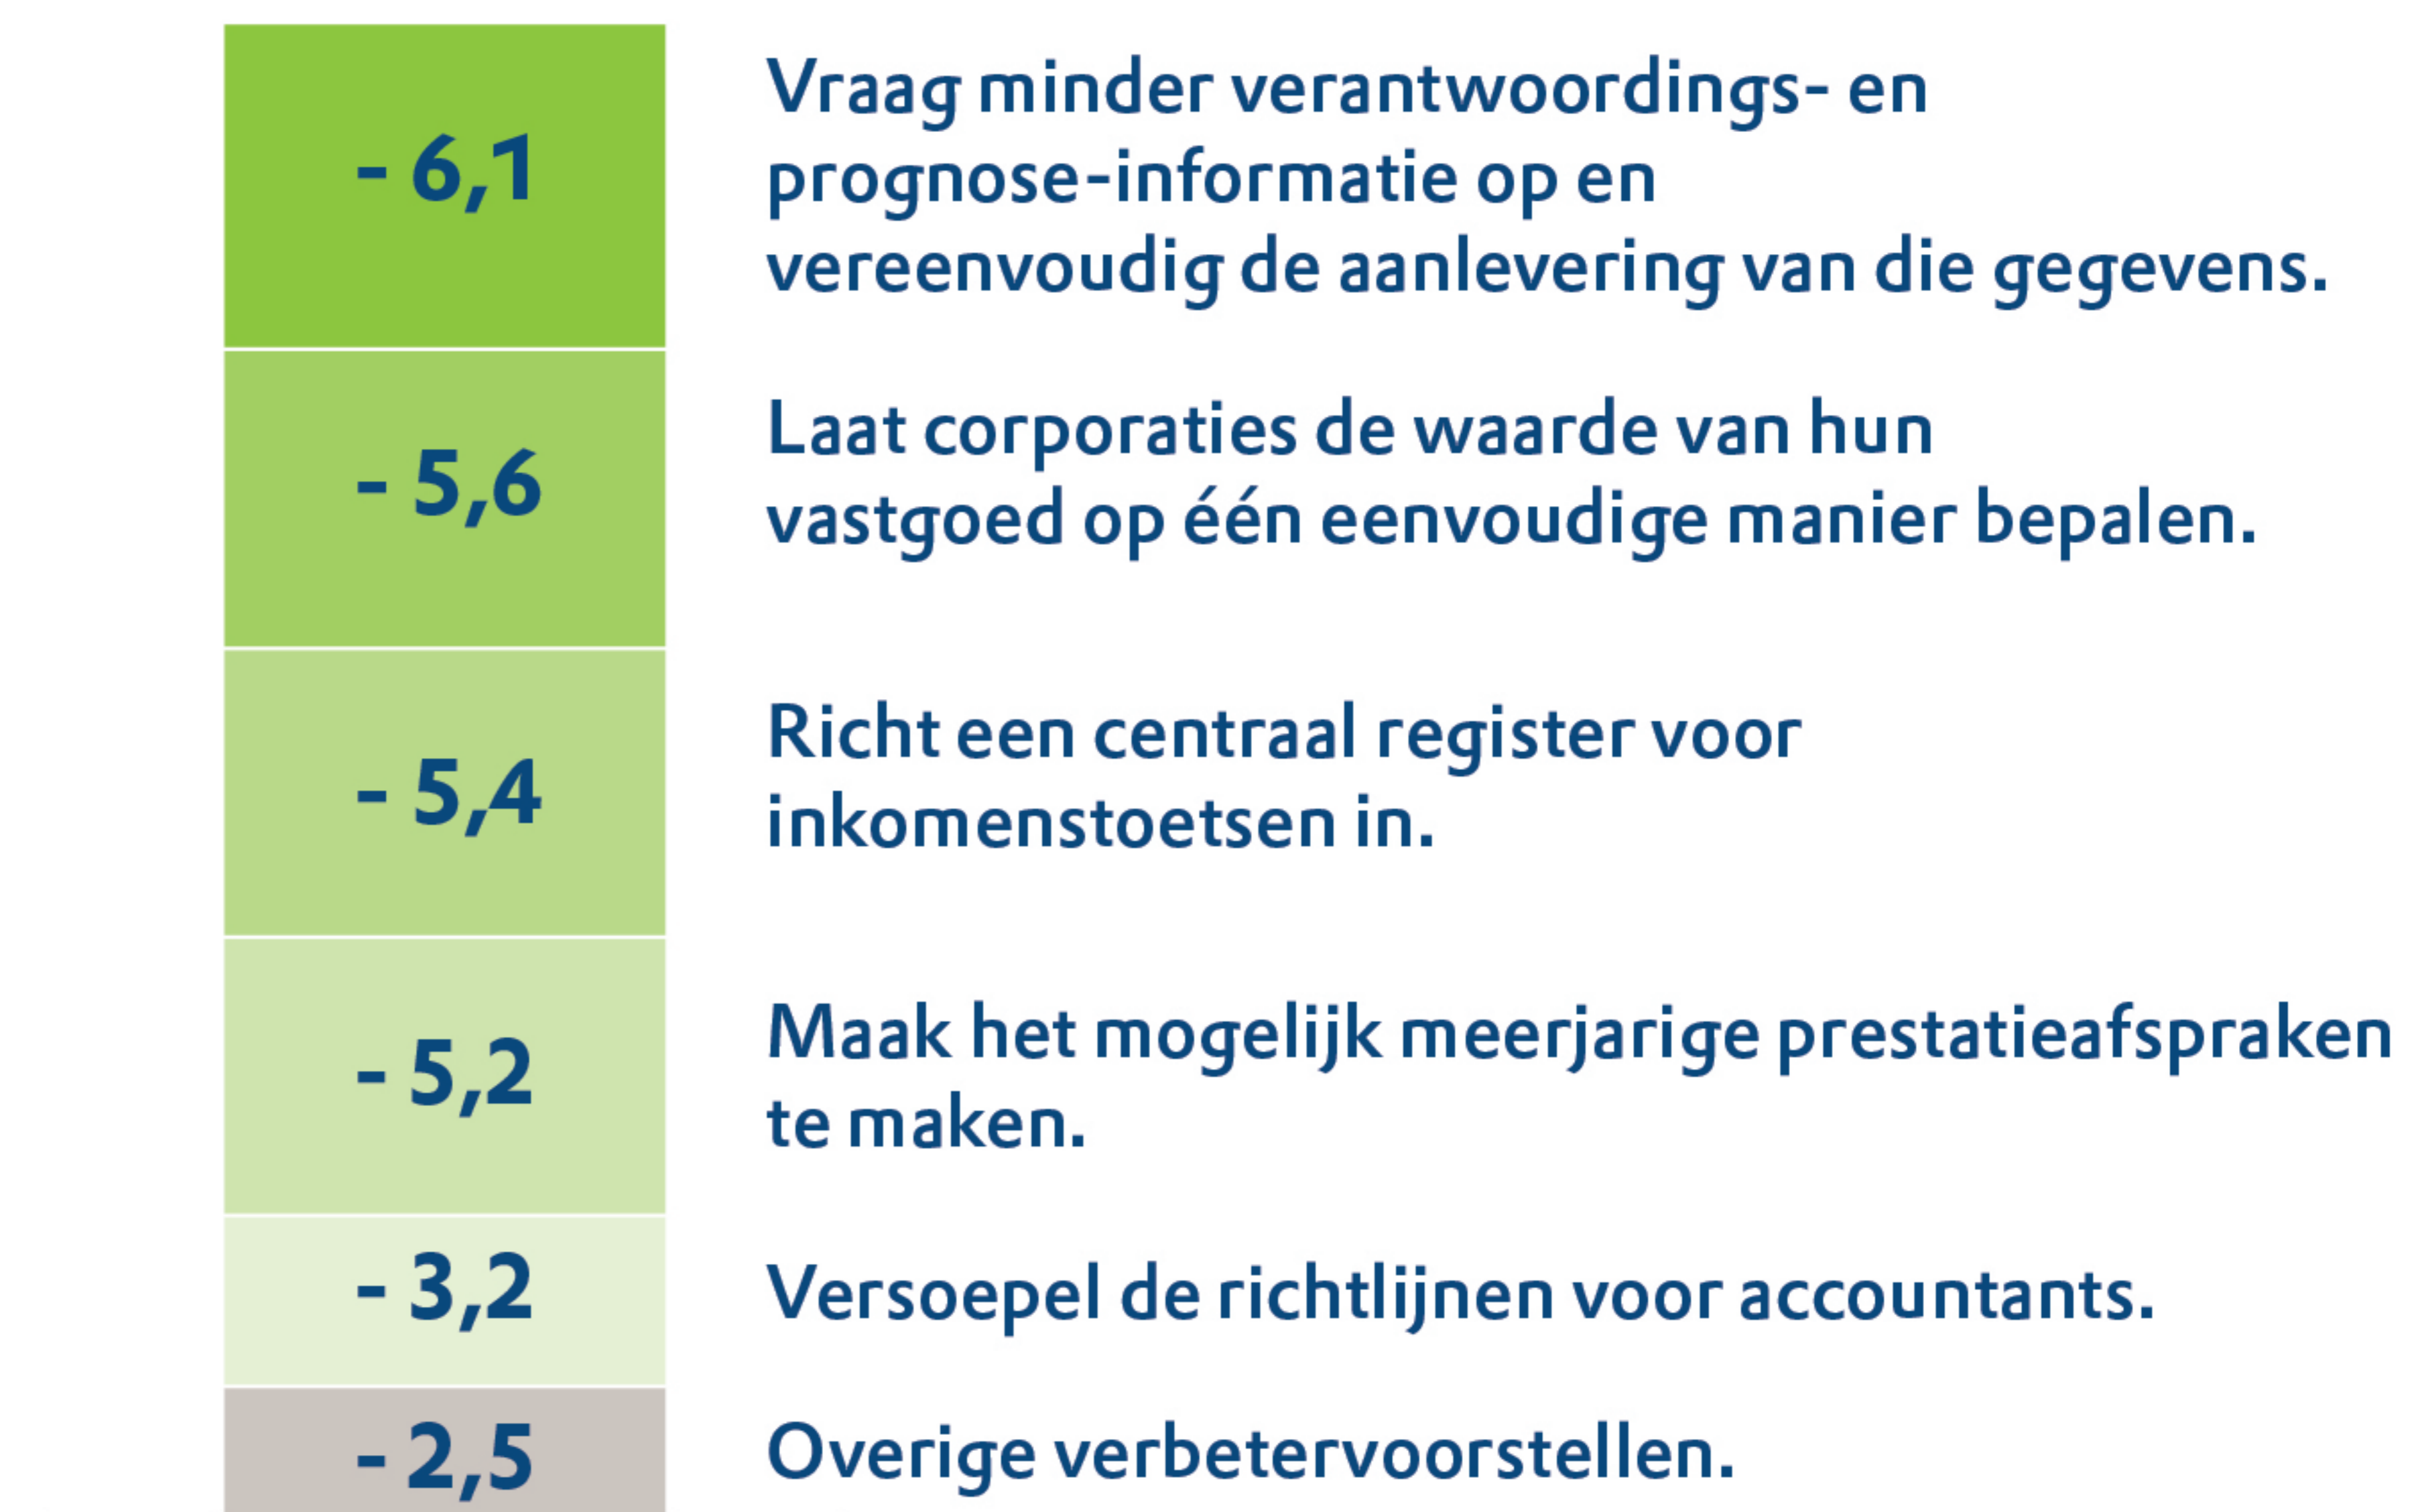 - 6,1
Vraag minder verantwoordings- en
prognose-informatie op en
vereenvoudig de aanlevering van die gegevens.
- 5,6
Laat corporaties de waarde van hun
vastgoed op één eenvoudige manier bepalen.
- 5,4
Richt een centraal register voor
inkomenstoetsen in.
- 5,2
Maak het mogelijk meerjarige prestatieafspraken
te maken.
- 3,2
Versoepel de richtlijnen voor accountants.
- 2,5
Overige verbetervoorstellen.